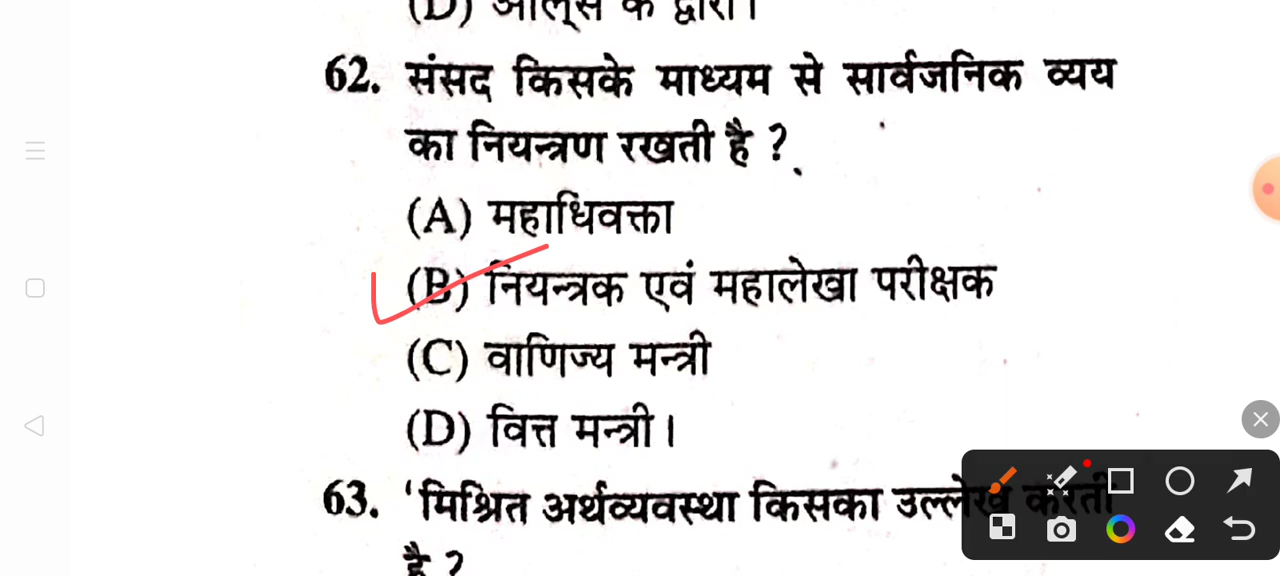 (D) ऑल्स के द्वारा।
62. संसद किसके माध्यम से सार्वजनिक व्यय
का नियन्त्रण रखती है ?
(A) महाधिवक्ता
(B) नियन्त्रक एवं महालेखा परीक्षक
(C) वाणिज्य मन्त्री
(D) वित्त मन्त्री।
63. 'मिश्रित अर्थव्यवस्था किसका उल्लेख करती
है ?